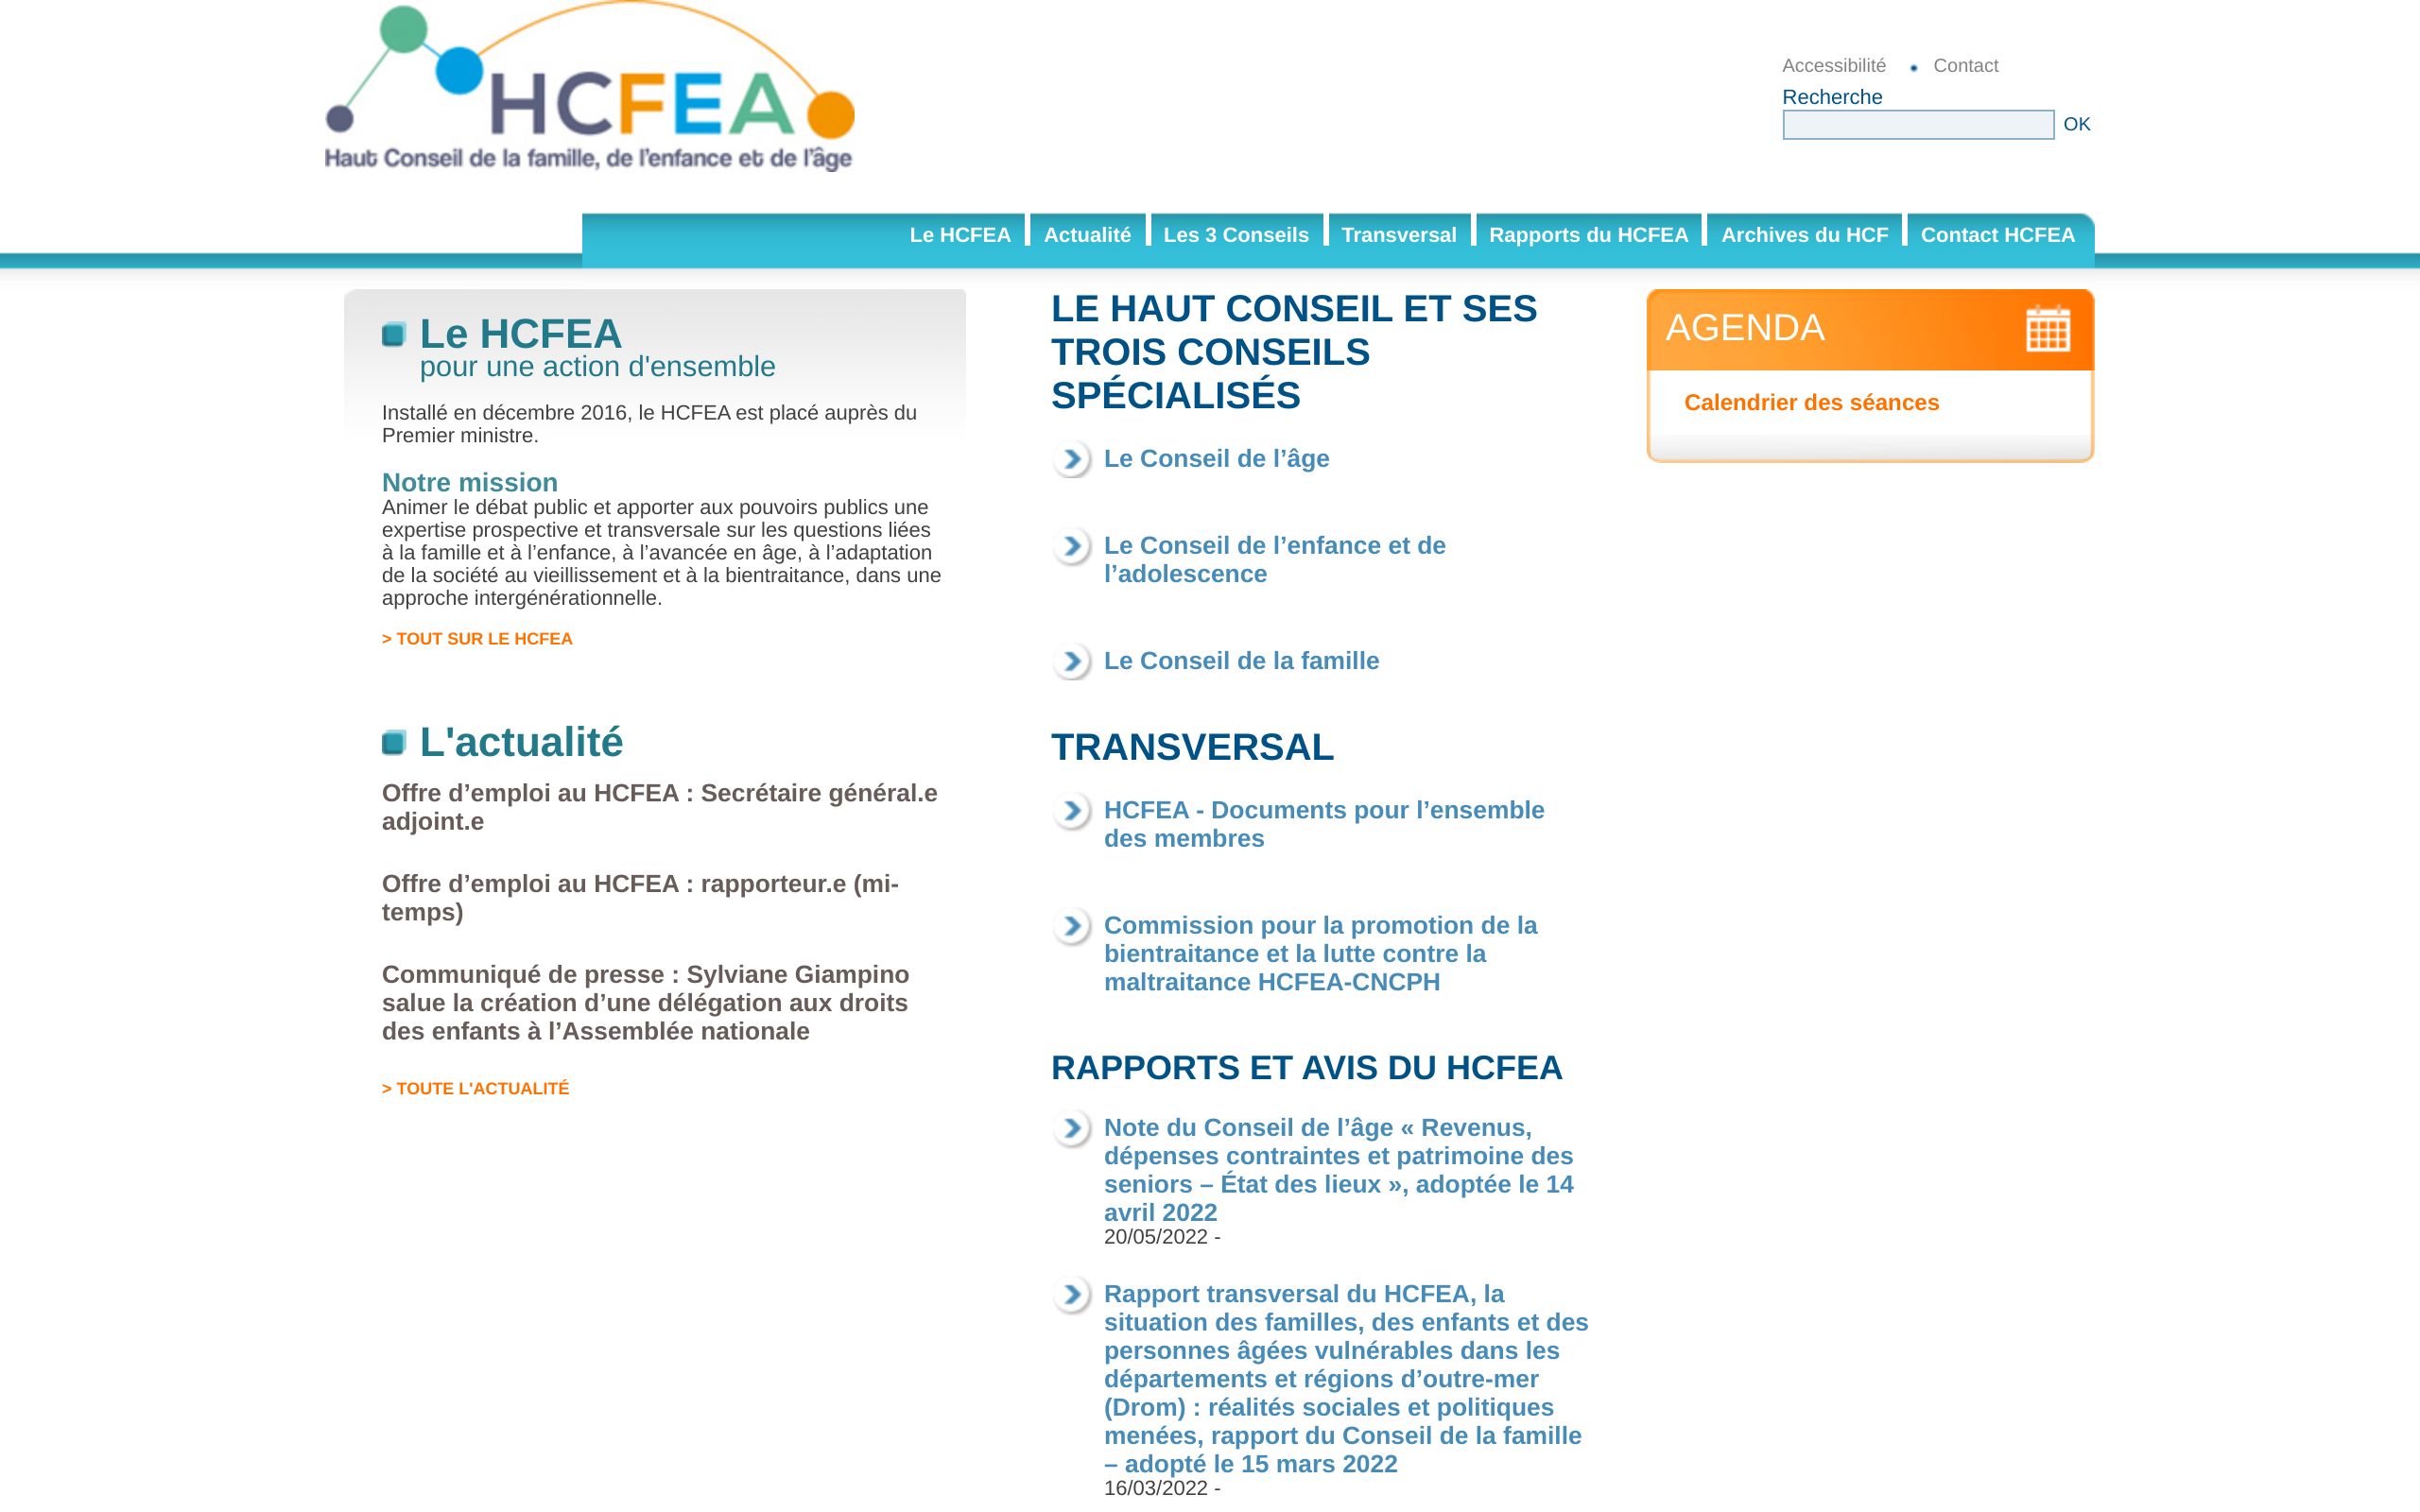 HCFEA
Haut Conseil de la famille, de l'enfance et de l'âge
Accessibilité • Contact
Recherche
OK
Le HCFEA
Actualité
Les 3 Conseils
Transversal
Rapports du HCFEA
Archives du HCF
Contact HCFEA
Le HCFEA
pour une action d'ensemble
Installé en décembre 2016, le HCFEA est placé auprès du
Premier ministre.
Notre mission
Animer le débat public et apporter aux pouvoirs publics une
expertise prospective et transversale sur les questions liées
à la famille et à l’enfance, à l’avancée en âge, à l’adaptation
de la société au vieillissement et à la bientraitance, dans une
approche intergénérationnelle.
> TOUT SUR LE HCFEA
L'actualité
Offre d’emploi au HCFEA : Secrétaire général.e
adjoint.e
Offre d’emploi au HCFEA : rapporteur.e (mi-
temps)
Communiqué de presse : Sylviane Giampino
salue la création d’une délégation aux droits
des enfants à l’Assemblée nationale
> TOUTE L'ACTUALITÉ
LE HAUT CONSEIL ET SES
TROIS CONSEILS
SPÉCIALISÉS
Le Conseil de l’âge
Le Conseil de l’enfance et de
l’adolescence
Le Conseil de la famille
TRANSVERSAL
HCFEA - Documents pour l’ensemble
des membres
Commission pour la promotion de la
bientraitance et la lutte contre la
maltraitance HCFEA-CNCPH
RAPPORTS ET AVIS DU HCFEA
Note du Conseil de l’âge « Revenus,
dépenses contraintes et patrimoine des
seniors – État des lieux », adoptée le 14
avril 2022
20/05/2022 -
Rapport transversal du HCFEA, la
situation des familles, des enfants et des
personnes âgées vulnérables dans les
départements et régions d’outre-mer
(Drom) : réalités sociales et politiques
menées, rapport du Conseil de la famille
– adopté le 15 mars 2022
16/03/2022 -
AGENDA
Calendrier des séances